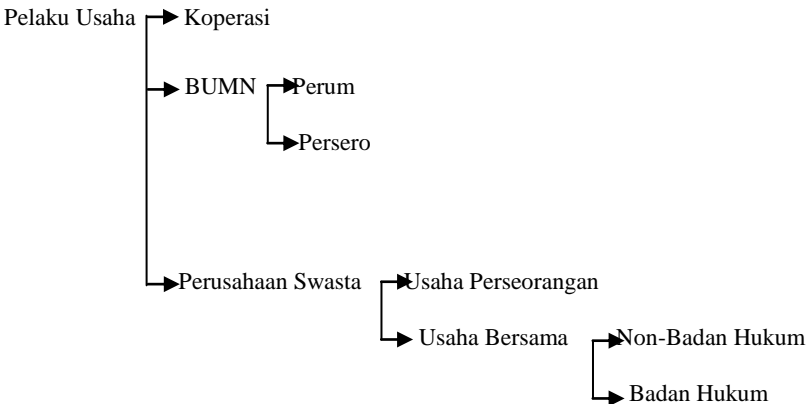 Pelaku Usaha Koperasi
BUMN Perum
Persero
Perusahaan Swasta Usaha Perseorangan
Usaha Bersama Non-Badan Hukum
Badan Hukum